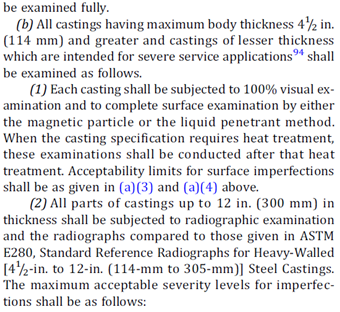 be examined fully.
(b) All castings having maximum body thickness 4½ in.
(114 mm) and greater and castings of lesser thickness
which are intended for severe service applications⁹⁴ shall
be examined as follows.
(1) Each casting shall be subjected to 100% visual ex-
amination and to complete surface examination by either
the magnetic particle or the liquid penetrant method.
When the casting specification requires heat treatment,
these examinations shall be conducted after that heat
treatment. Acceptability limits for surface imperfections
shall be as given in (a)(3) and (a)(4) above.
(2) All parts of castings up to 12 in. (300 mm) in
thickness shall be subjected to radiographic examination
and the radiographs compared to those given in ASTM
E280, Standard Reference Radiographs for Heavy-Walled
[4½-in. to 12-in. (114-mm to 305-mm)] Steel Castings.
The maximum acceptable severity levels for imperfec-
tions shall be as follows: